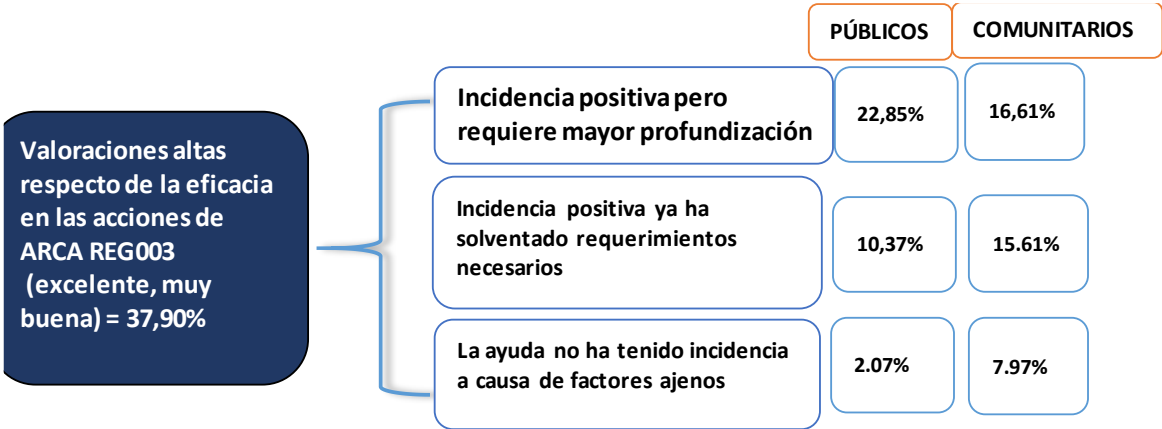 PÚBLICOS
COMUNITARIOS
Valoraciones altas
respecto de la eficacia
en las acciones de
ARCA REG003
(excelente, muy
buena) = 37,90%
Incidencia positiva pero
requiere mayor profundización
22,85%
16,61%
Incidencia positiva ya ha
solventado requerimientos
necesarios
10,37%
15.61%
La ayuda no ha tenido incidencia
a causa de factores ajenos
2.07%
7.97%